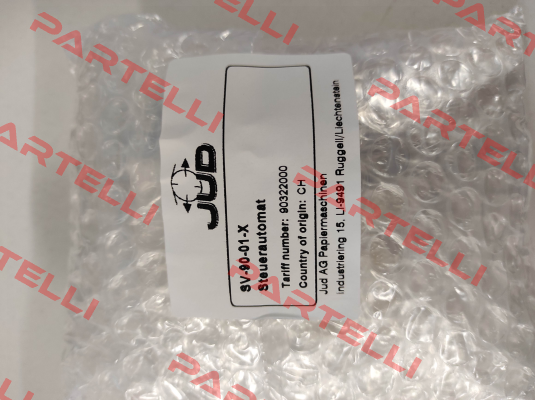 JUD
SV-90-01-X
Steuerautomat
Tariff number: 90322000
Country of origin: CH
Jud AG Papiermaschinen
Industriering 15, LI-9491 Ruggell/Liechtenstein
PARTELLI
PARTELLI
PARTELLI
PARTELLI
PARTELLI
PARTELLI